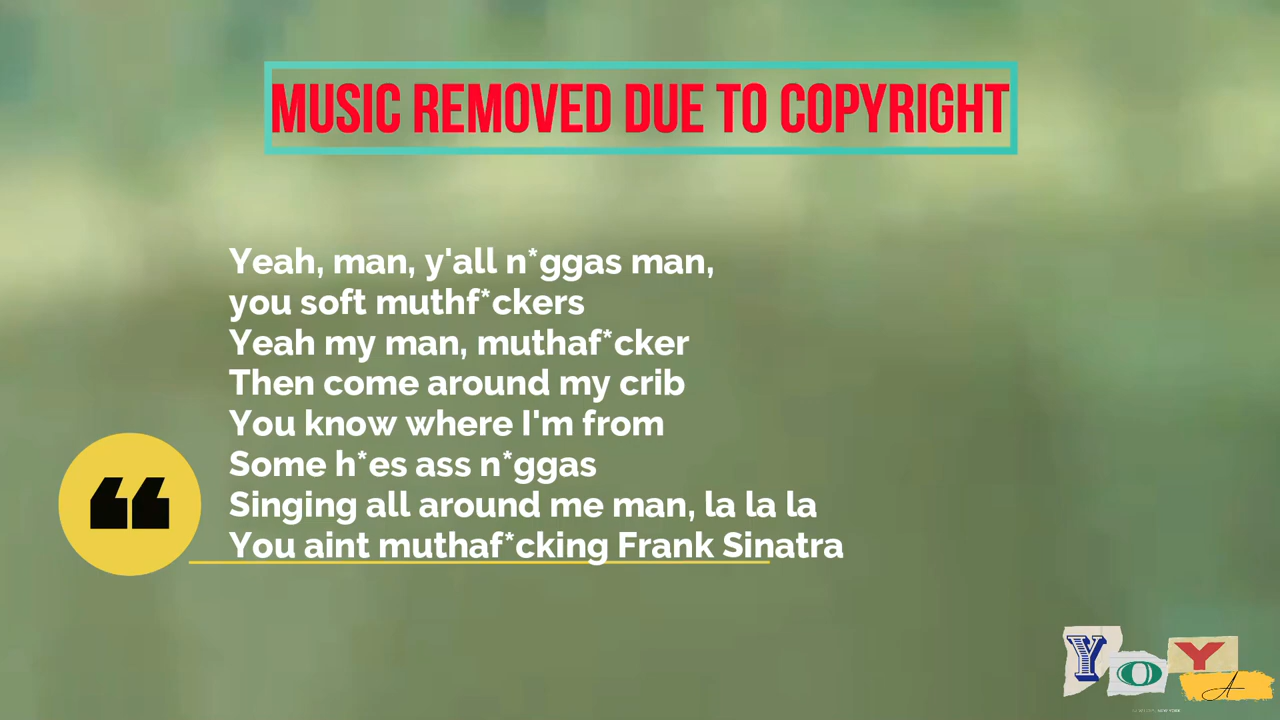 MUSIC REMOVED DUE TO COPYRIGHT
Yeah, man, y'all n*ggas man,
you soft muthf*ckers
Yeah my man, muthaf*cker
Then come around my crib
You know where I'm from
Some h*es ass n*ggas
Singing all around me man, la la la
You aint muthaf*cking Frank Sinatra
YOY
A